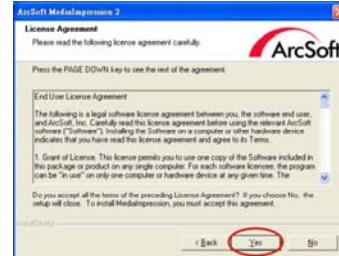 ArcSoft MediaImpression 2
License Agreement
Please read the following license agreement carefully.
ArcSoft
Press the PAGE DOWN key to see the rest of the agreement.
End User License Agreement
The following is a legal software license agreement between you, the software end user,
and ArcSoft, Inc. Carefully read this license agreement before using the relevant ArcSoft
software ("Software"). Installing the Software on a computer or other hardware device
indicates that you have read this license agreement and agree to its Terms.
1. Grant of License. This license permits you to use one copy of the Software included in
this package or product on any single computer. For each software licensee, the program
can be "in use" on only one computer or hardware device at any given time. The
Do you accept all the terms of the preceding License Agreement? If you choose No, the
setup will close. To install MediaImpression, you must accept this agreement.
InstallShield
< Back
Yes
No